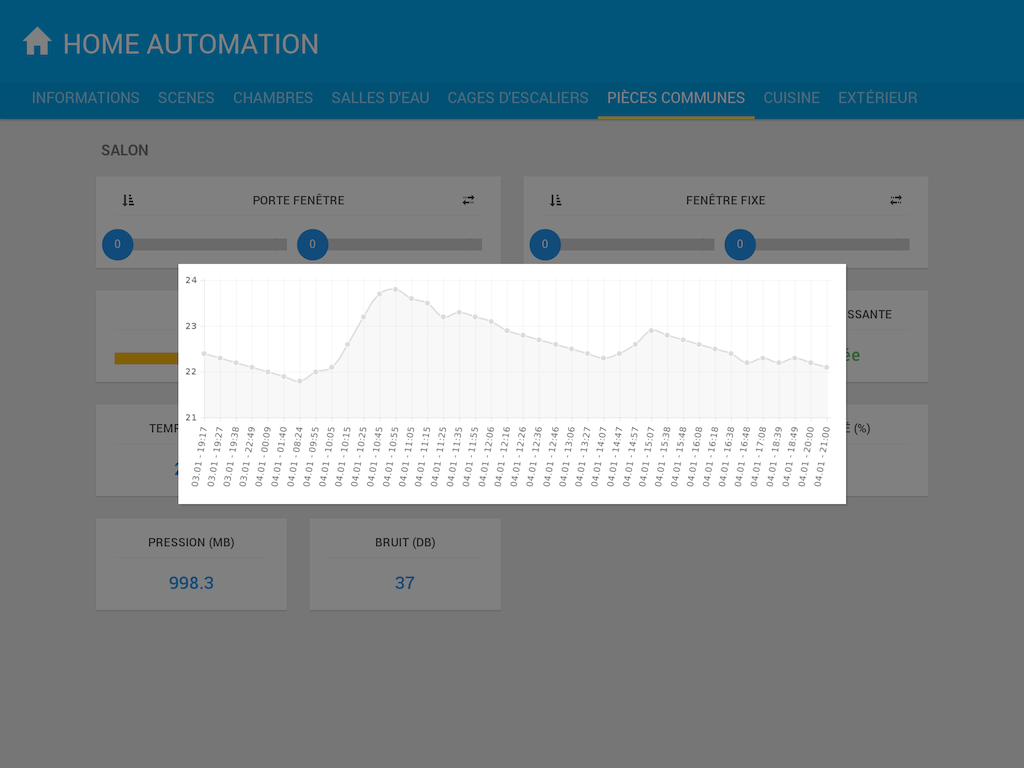 HOME AUTOMATION
INFORMATIONS SCENES CHAMBRES SALLES D'EAU CAGES D'ESCALIERS PIÈCES COMMUNES CUISINE EXTÉRIEUR
SALON
PORTE FENÊTRE FENÊTRE FIXE
0 0 0 0
24
23
22
21
03.01 - 19:17
03.01 - 19:27
03.01 - 19:38
03.01 - 22:49
04.01 - 00:09
04.01 - 01:40
04.01 - 08:24
04.01 - 09:55
04.01 - 10:05
04.01 - 10:15
04.01 - 10:25
04.01 - 10:45
04.01 - 10:55
04.01 - 11:05
04.01 - 11:15
04.01 - 11:25
04.01 - 11:35
04.01 - 11:55
04.01 - 12:06
04.01 - 12:16
04.01 - 12:26
04.01 - 12:36
04.01 - 12:46
04.01 - 13:06
04.01 - 13:27
04.01 - 14:07
04.01 - 14:47
04.01 - 14:57
04.01 - 15:07
04.01 - 15:38
04.01 - 15:48
04.01 - 16:08
04.01 - 16:18
04.01 - 16:38
04.01 - 16:48
04.01 - 17:08
04.01 - 18:39
04.01 - 18:49
04.01 - 20:00
04.01 - 21:00
SSANTE
ée
TEMP
É (%)
PRESSION (MB) BRUIT (DB)
998.3 37